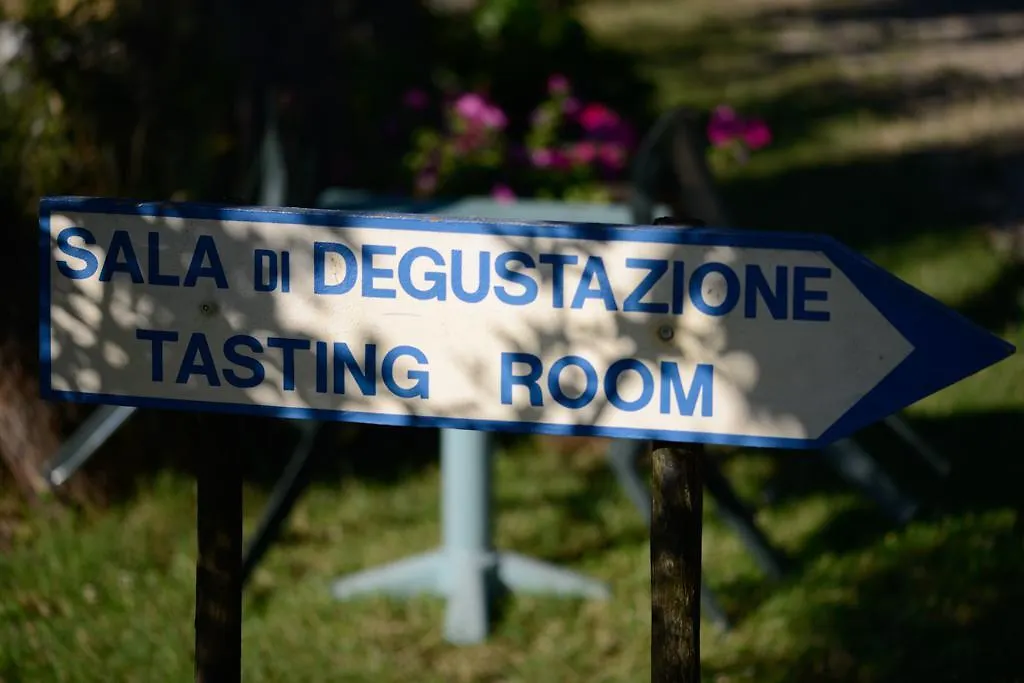 SALA DI DEGUSTAZIONE
TASTING ROOM